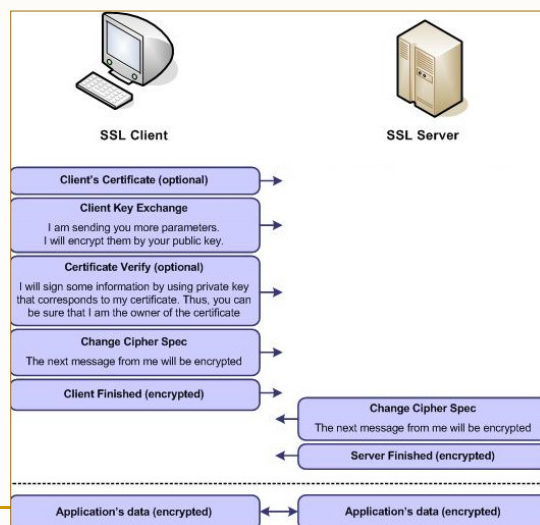 SSL Client
SSL Server
Client's Certificate (optional)
Client Key Exchange
I am sending you more parameters.
I will encrypt them by your public key.
Certificate Verify (optional)
I will sign some information by using private key
that corresponds to my certificate. Thus, you can
be sure that I am the owner of the certificate
Change Cipher Spec
The next message from me will be encrypted
Client Finished (encrypted)
Change Cipher Spec
The next message from me will be encrypted
Server Finished (encrypted)
Application's data (encrypted)
Application's data (encrypted)